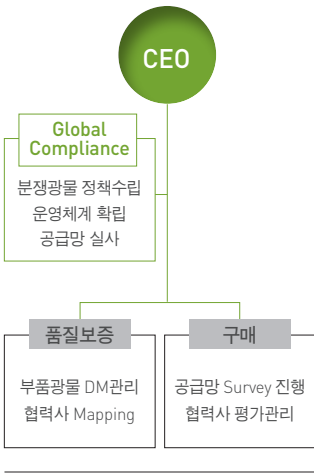 CEO
Global
Compliance
분쟁광물 정책수립
운영체계 확립
공급망 실사
품질보증
부품광물 DM관리
협력사 Mapping
구매
공급망 Survey 진행
협력사 평가관리